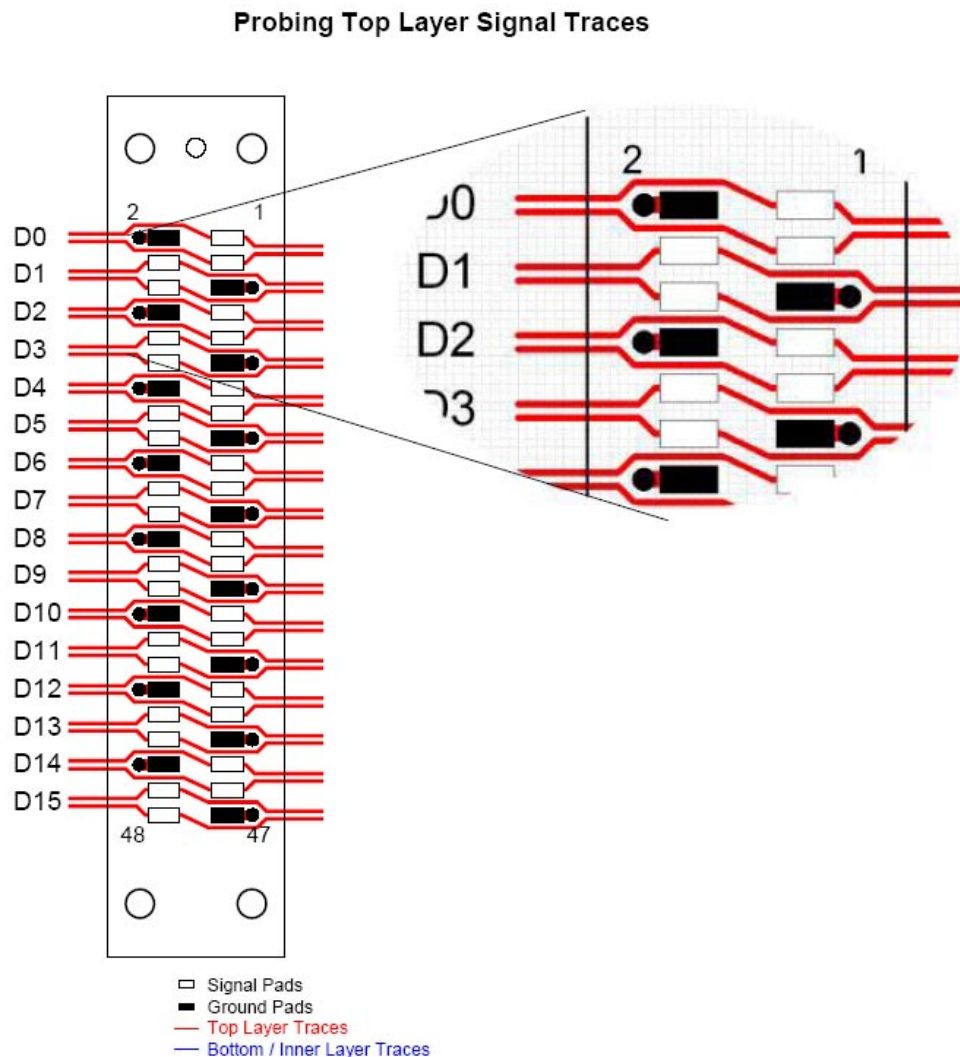 Probing Top Layer Signal Traces
2 1
D0
D1
D2
D3
D4
D5
D6
D7
D8
D9
D10
D11
D12
D13
D14
D15
48 47
2 1
D1
D2
Signal Pads
Ground Pads
Top Layer Traces
Bottom / Inner Layer Traces